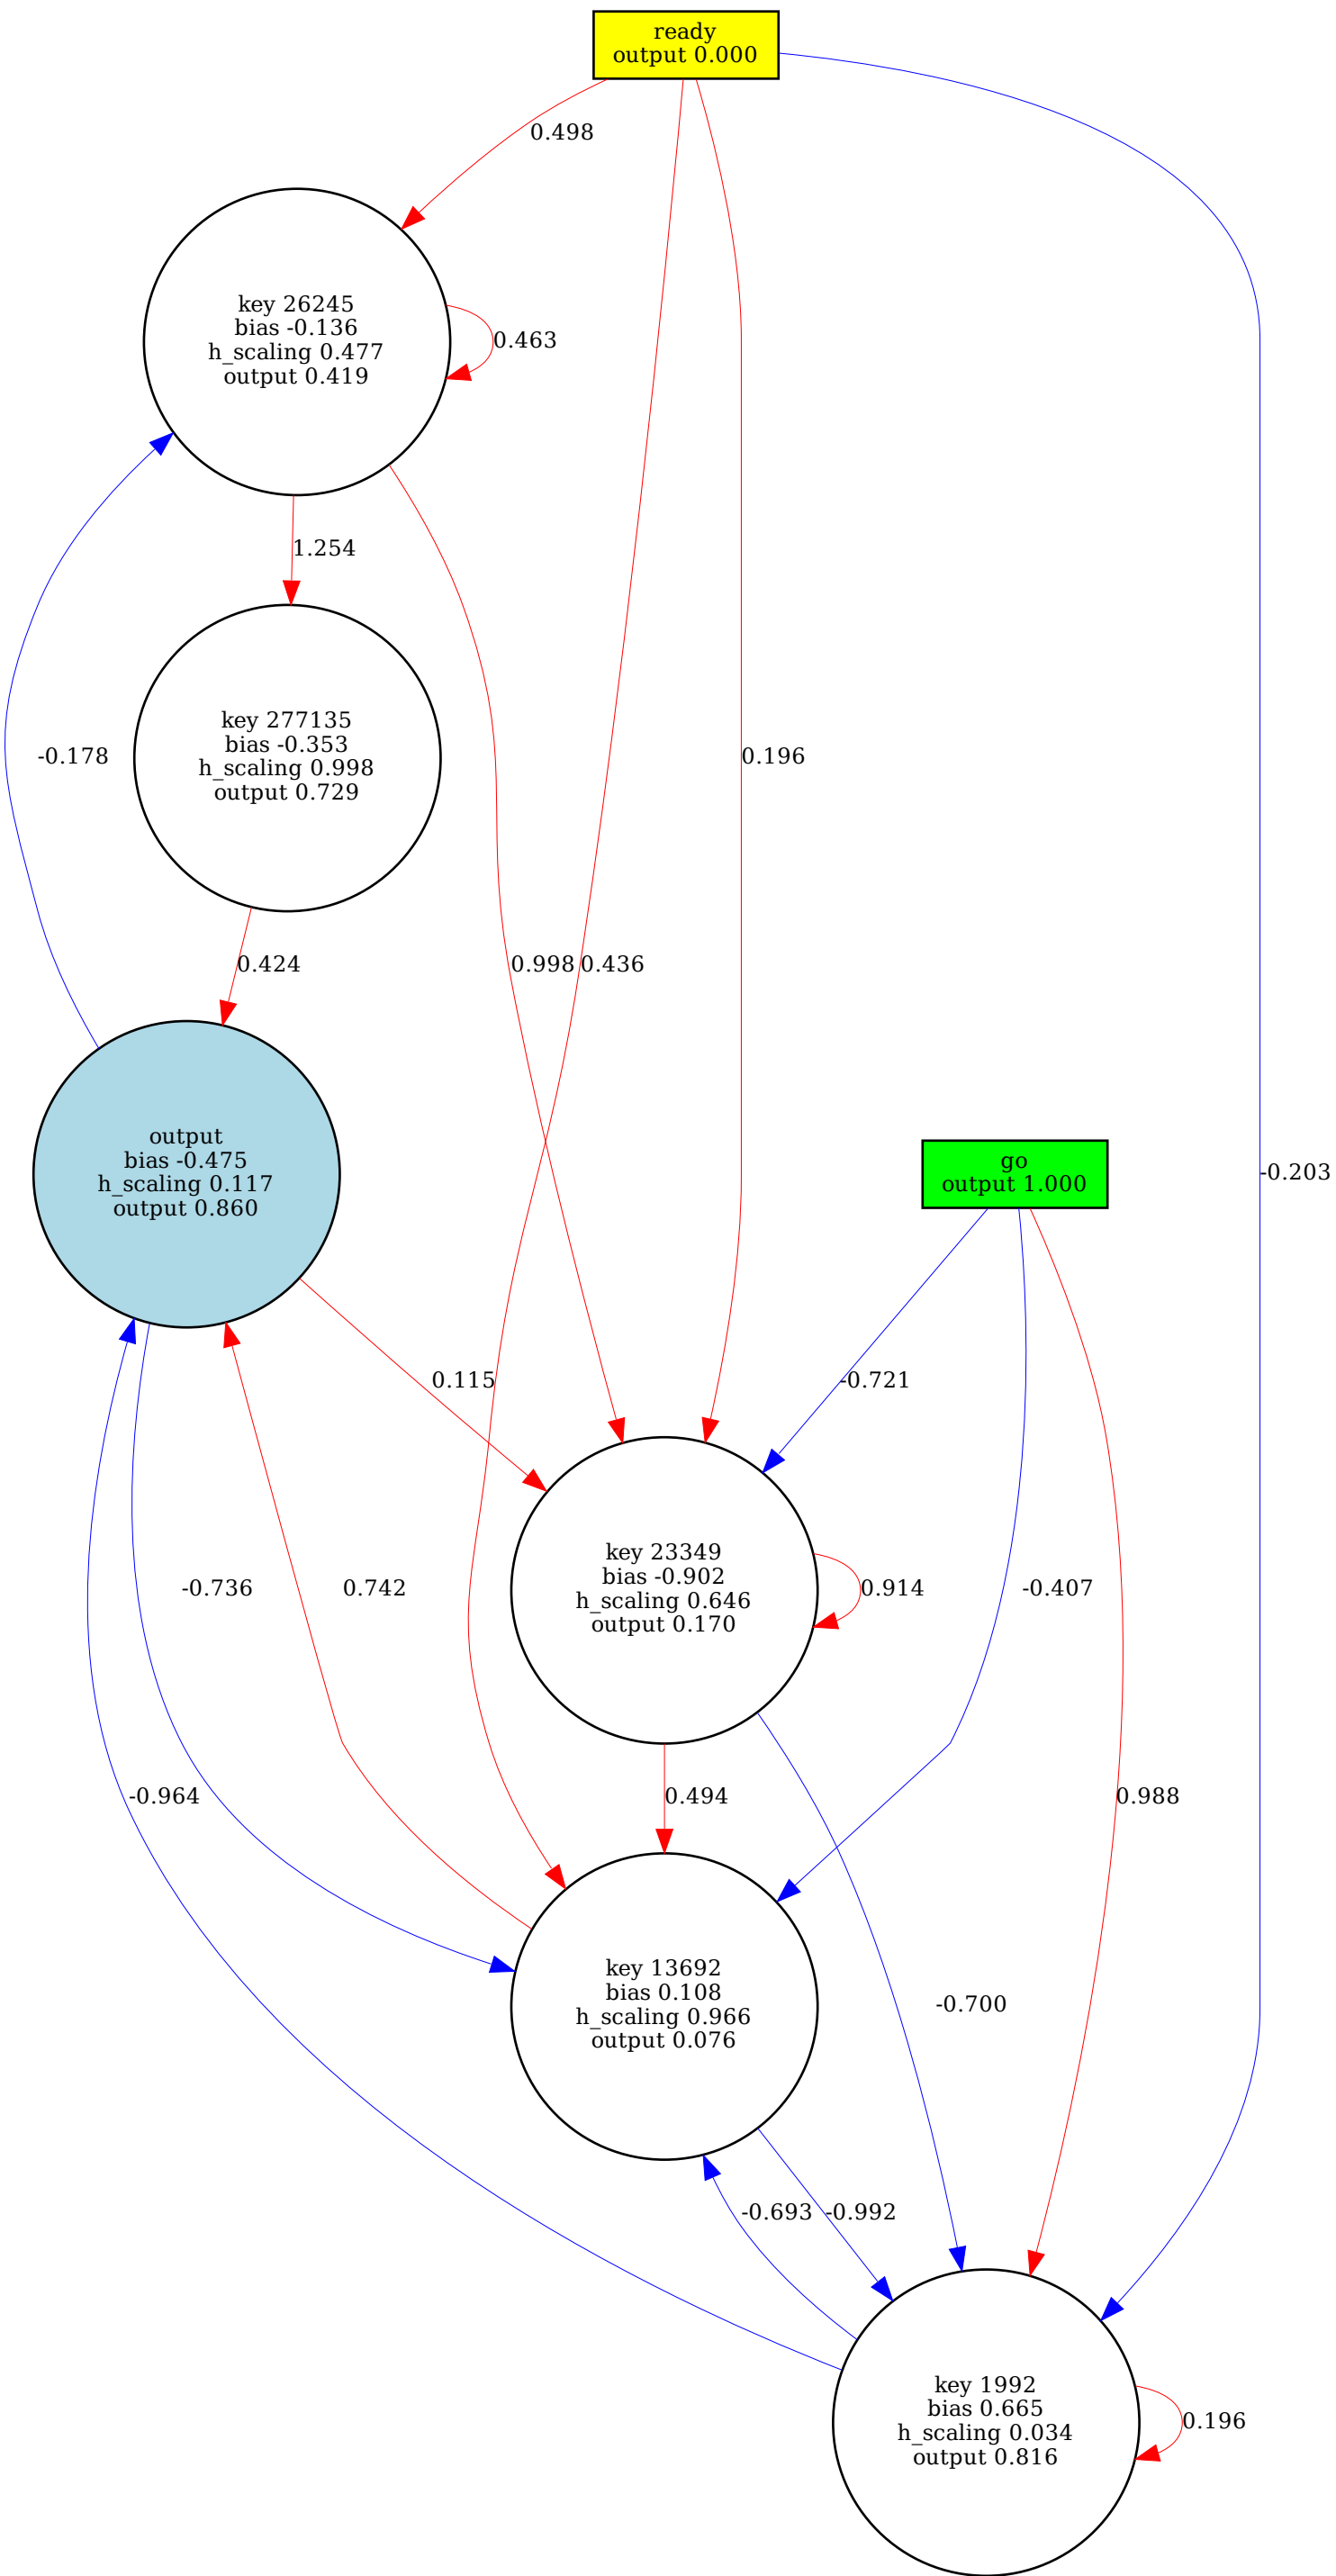 ready
output 0.000
0.498
key 26245
bias -0.136
h_scaling 0.477
output 0.419
0.463
1.254
key 277135
bias -0.353
h_scaling 0.998
output 0.729
-0.178
0.196
0.424
0.998
0.436
output
bias -0.475
h_scaling 0.117
output 0.860
go
output 1.000
-0.203
0.115
-0.721
key 23349
bias -0.902
h_scaling 0.646
output 0.170
-0.736
0.742
0.914
-0.407
-0.964
0.494
0.988
key 13692
bias 0.108
h_scaling 0.966
output 0.076
-0.700
-0.693
-0.992
key 1992
bias 0.665
h_scaling 0.034
output 0.816
0.196